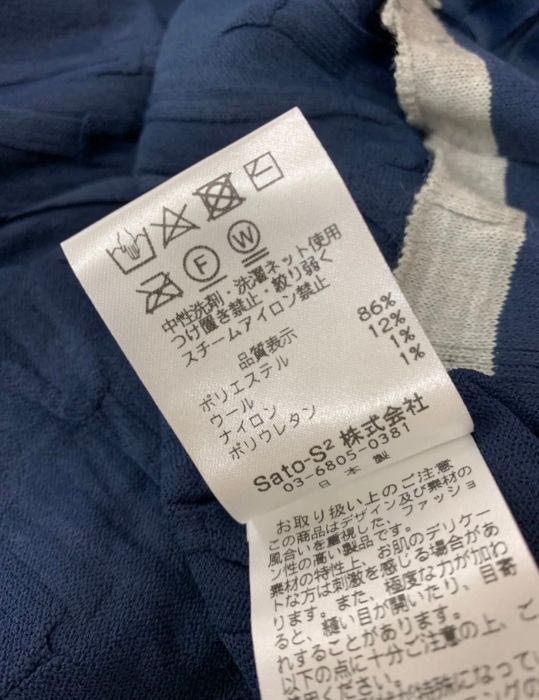 F
W
中性洗剤・洗濯ネット使用
つけ置き禁止・絞り弱く
スチームアイロン禁止
品質表示
ポリエステル 86%
ウール 12%
ナイロン 1%
ポリウレタン 1%
Sato-S² 株式会社
03-6805-0381
日本製
お取り扱い上のご注意
この商品はデザイン及び素材の
風合いを重視した、ファッショ
ン性の高い製品です。
素材の特性上、お肌のデリケー
トな方は刺激を感じる場合があ
ります。また、極度な力が加わ
ると、縫い目が開いたり、目寄
れすることがあります。
以下の点に十分ご注意の上、ご